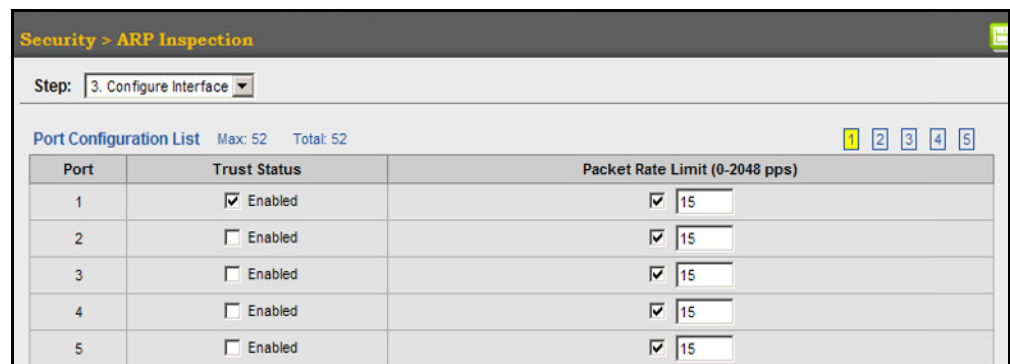 Security > ARP Inspection
Step: 3. Configure Interface
Port Configuration List Max: 52 Total: 52 1 2 3 4 5
Port Trust Status Packet Rate Limit (0-2048 pps)
1 Enabled 15
2 Enabled 15
3 Enabled 15
4 Enabled 15
5 Enabled 15